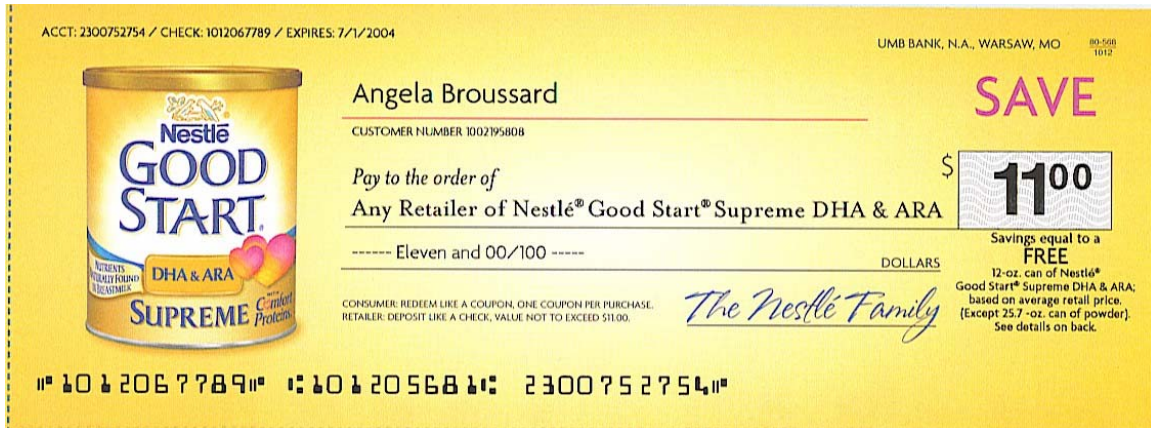 ACCT: 2300752754 / CHECK: 1012067789 / EXPIRES: 7/1/2004
UMB BANK, N.A., WARSAW, MO
80-568
1012
Nestlé
GOOD
START
NUTRIENTS
NATURALLY FOUND
IN BREASTMILK
DHA & ARA
SUPREME
WITH
Comfort
Proteins
Angela Broussard
CUSTOMER NUMBER 1002195808
Pay to the order of
Any Retailer of Nestlé® Good Start® Supreme DHA & ARA
------ Eleven and 00/100 -----
DOLLARS
CONSUMER: REDEEM LIKE A COUPON, ONE COUPON PER PURCHASE.
RETAILER: DEPOSIT LIKE A CHECK, VALUE NOT TO EXCEED $11.00.
The Nestlé Family
SAVE
$ 11 00
Savings equal to a
FREE
12-oz. can of Nestlé®
Good Start® Supreme DHA & ARA;
based on average retail price.
(Except 25.7 -oz. can of powder).
See details on back.
⑈1012067789⑈ ⑆101205681⑆ 2300752754⑈